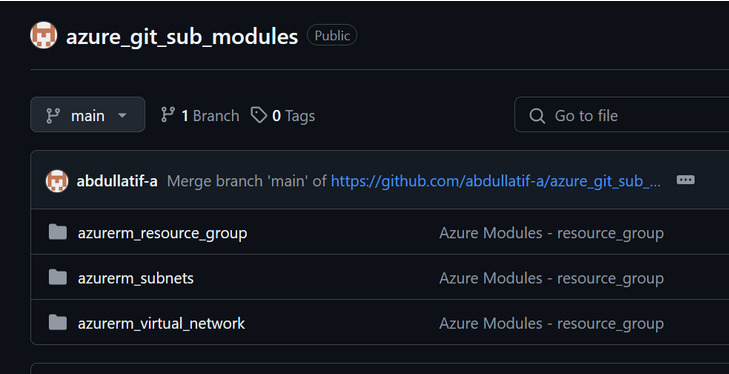 azure_git_sub_modules Public
main 1 Branch 0 Tags Go to file
abdullatif-a Merge branch 'main' of https://github.com/abdullatif-a/azure_git_sub_...
azurerm_resource_group Azure Modules - resource_group
azurerm_subnets Azure Modules - resource_group
azurerm_virtual_network Azure Modules - resource_group